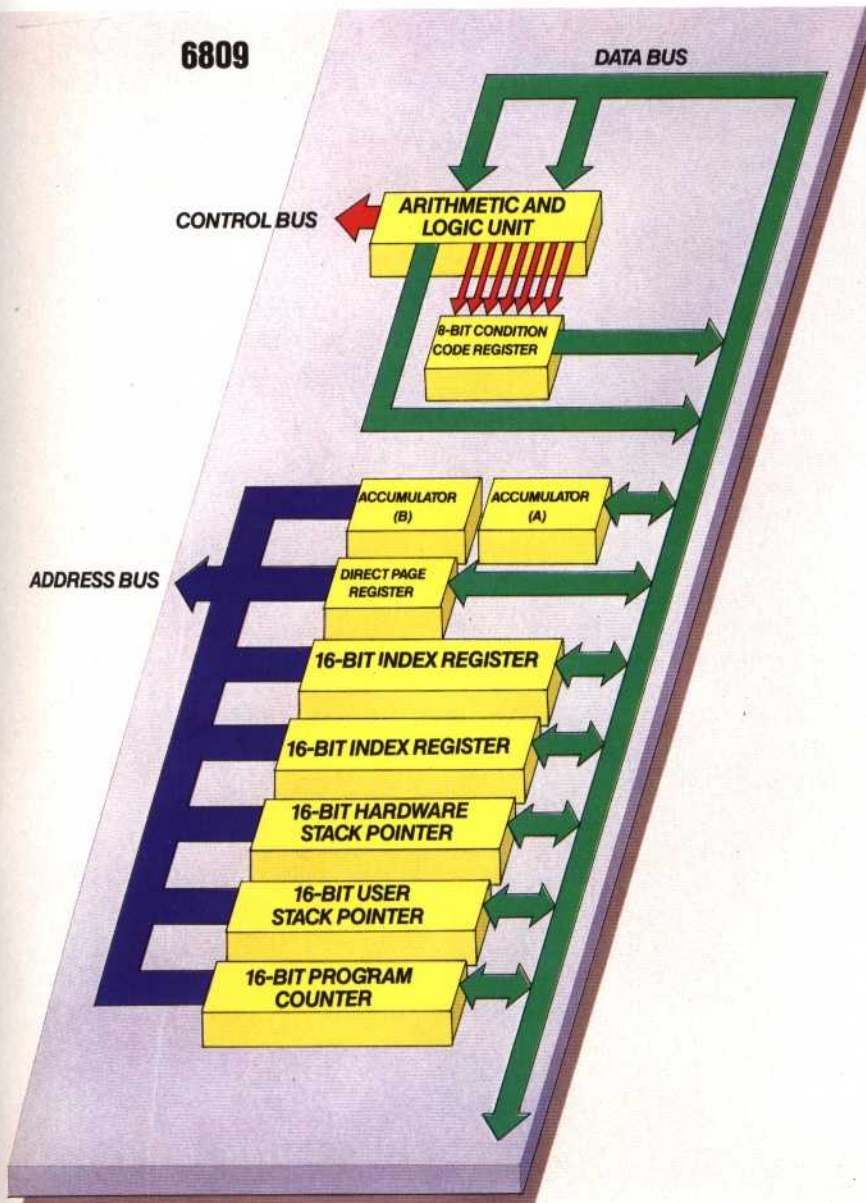 6809
DATA BUS
CONTROL BUS
ARITHMETIC AND
LOGIC UNIT
8-BIT CONDITION
CODE REGISTER
ACCUMULATOR
(B)
ACCUMULATOR
(A)
ADDRESS BUS
DIRECT PAGE
REGISTER
16-BIT INDEX REGISTER
16-BIT INDEX REGISTER
16-BIT HARDWARE
STACK POINTER
16-BIT USER
STACK POINTER
16-BIT PROGRAM
COUNTER